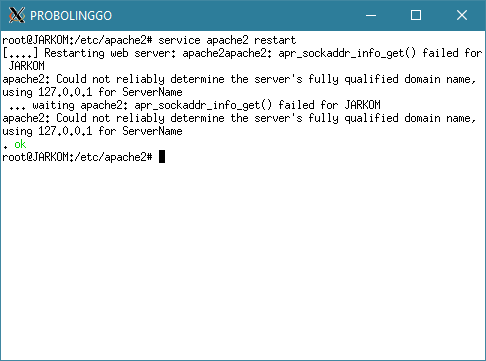 PROBOLINGGO
root@JARKOM:/etc/apache2# service apache2 restart
[....] Restarting web server: apache2apache2: apr_sockaddr_info_get() failed for
 JARKOM
apache2: Could not reliably determine the server's fully qualified domain name,
using 127.0.0.1 for ServerName
 ... waiting apache2: apr_sockaddr_info_get() failed for JARKOM
apache2: Could not reliably determine the server's fully qualified domain name,
using 127.0.0.1 for ServerName
. ok
root@JARKOM:/etc/apache2#